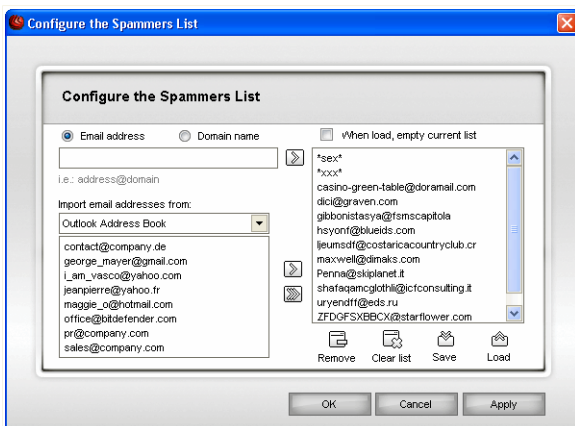 Configure the Spammers List
Configure the Spammers List
Email address
Domain name
i.e.: address@domain
Import email addresses from:
Outlook Address Book
contact@company.de
george_mayer@gmail.com
i_am_vasco@yahoo.com
jeanpierre@yahoo.fr
maggie_o@hotmail.com
office@bitdefender.com
pr@company.com
sales@company.com
When load, empty current list
*sex*
*xxx*
casino-green-table@doramail.com
dici@graven.com
gibbonistasya@fsmscapitola
hsyonf@blueids.com
ljeumsdf@costaricacountryclub.cr
maxwell@dimaks.com
Penna@skiplanet.it
shafaqamcglothli@icfconsulting.it
uryendff@eds.ru
ZFDGFSXBBCX@starflower.com
Remove
Clear list
Save
Load
OK
Cancel
Apply